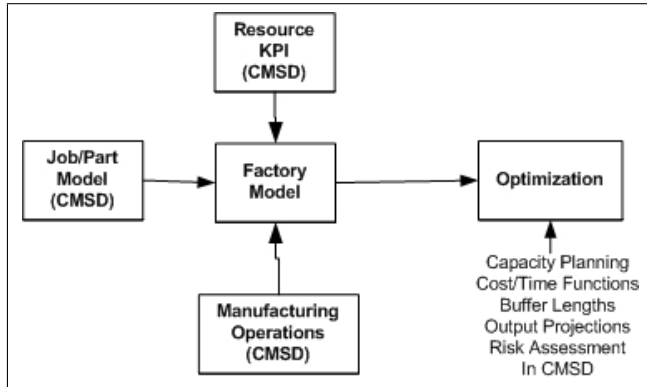 Resource
KPI
(CMSD)
Job/Part
Model
(CMSD)
Factory
Model
Optimization
Manufacturing
Operations
(CMSD)
Capacity Planning
Cost/Time Functions
Buffer Lengths
Output Projections
Risk Assessment
In CMSD